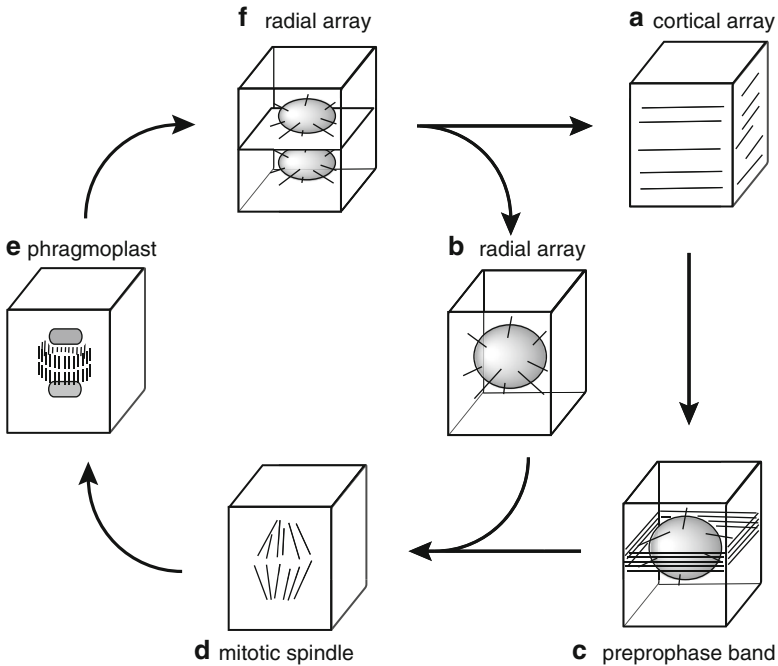 f radial array
a cortical array
e phragmoplast
b radial array
d mitotic spindle
c preprophase band